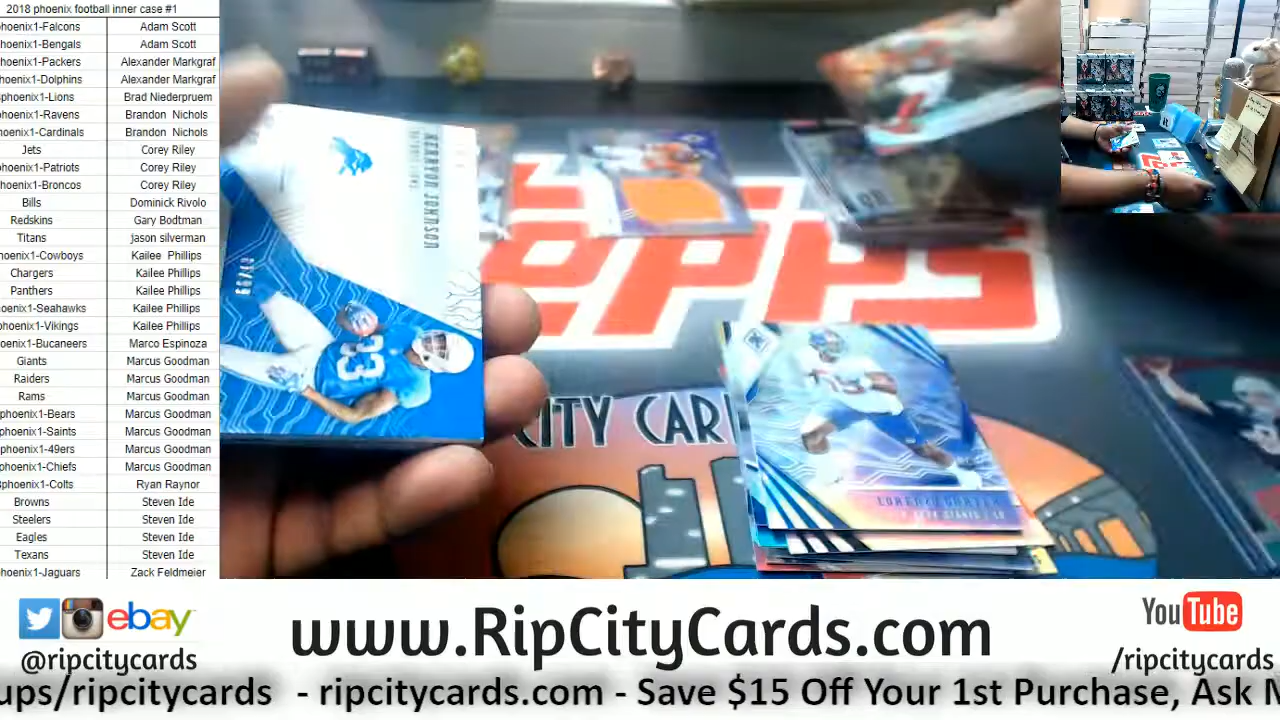 2018 phoenix football inner case #1
hoenix1-Falcons Adam Scott
hoenix1-Bengals Adam Scott
phoenix1-Packers Alexander Markgraf
phoenix1-Dolphins Alexander Markgraf
phoenix1-Lions Brad Niederpruem
hoenix1-Ravens Brandon Nichols
oenix1-Cardinals Brandon Nichols
Jets Corey Riley
phoenix1-Patriots Corey Riley
hoenix1-Broncos Corey Riley
Bills Dominick Rivolo
Redskins Gary Bodtman
Titans jason silverman
hoenix1-Cowboys Kailee Phillips
Chargers Kailee Phillips
Panthers Kailee Phillips
oenix1-Seahawks Kailee Phillips
phoenix1-Vikings Kailee Phillips
enix1-Bucaneers Marco Espinoza
Giants Marcus Goodman
Raiders Marcus Goodman
Rams Marcus Goodman
phoenix1-Bears Marcus Goodman
phoenix1-Saints Marcus Goodman
phoenix1-49ers Marcus Goodman
hoenix1-Chiefs Marcus Goodman
phoenix1-Colts Ryan Raynor
Browns Steven Ide
Steelers Steven Ide
Eagles Steven Ide
Texans Steven Ide
hoenix1-Jaguars Zack Feldmeier
KERRYON JOHNSON
33
CITY CAR
ebay
@ripcitycards
www.RipCityCards.com
YouTube
/ripcitycards
ups/ripcitycards - ripcitycards.com - Save $15 Off Your 1st Purchase, Ask